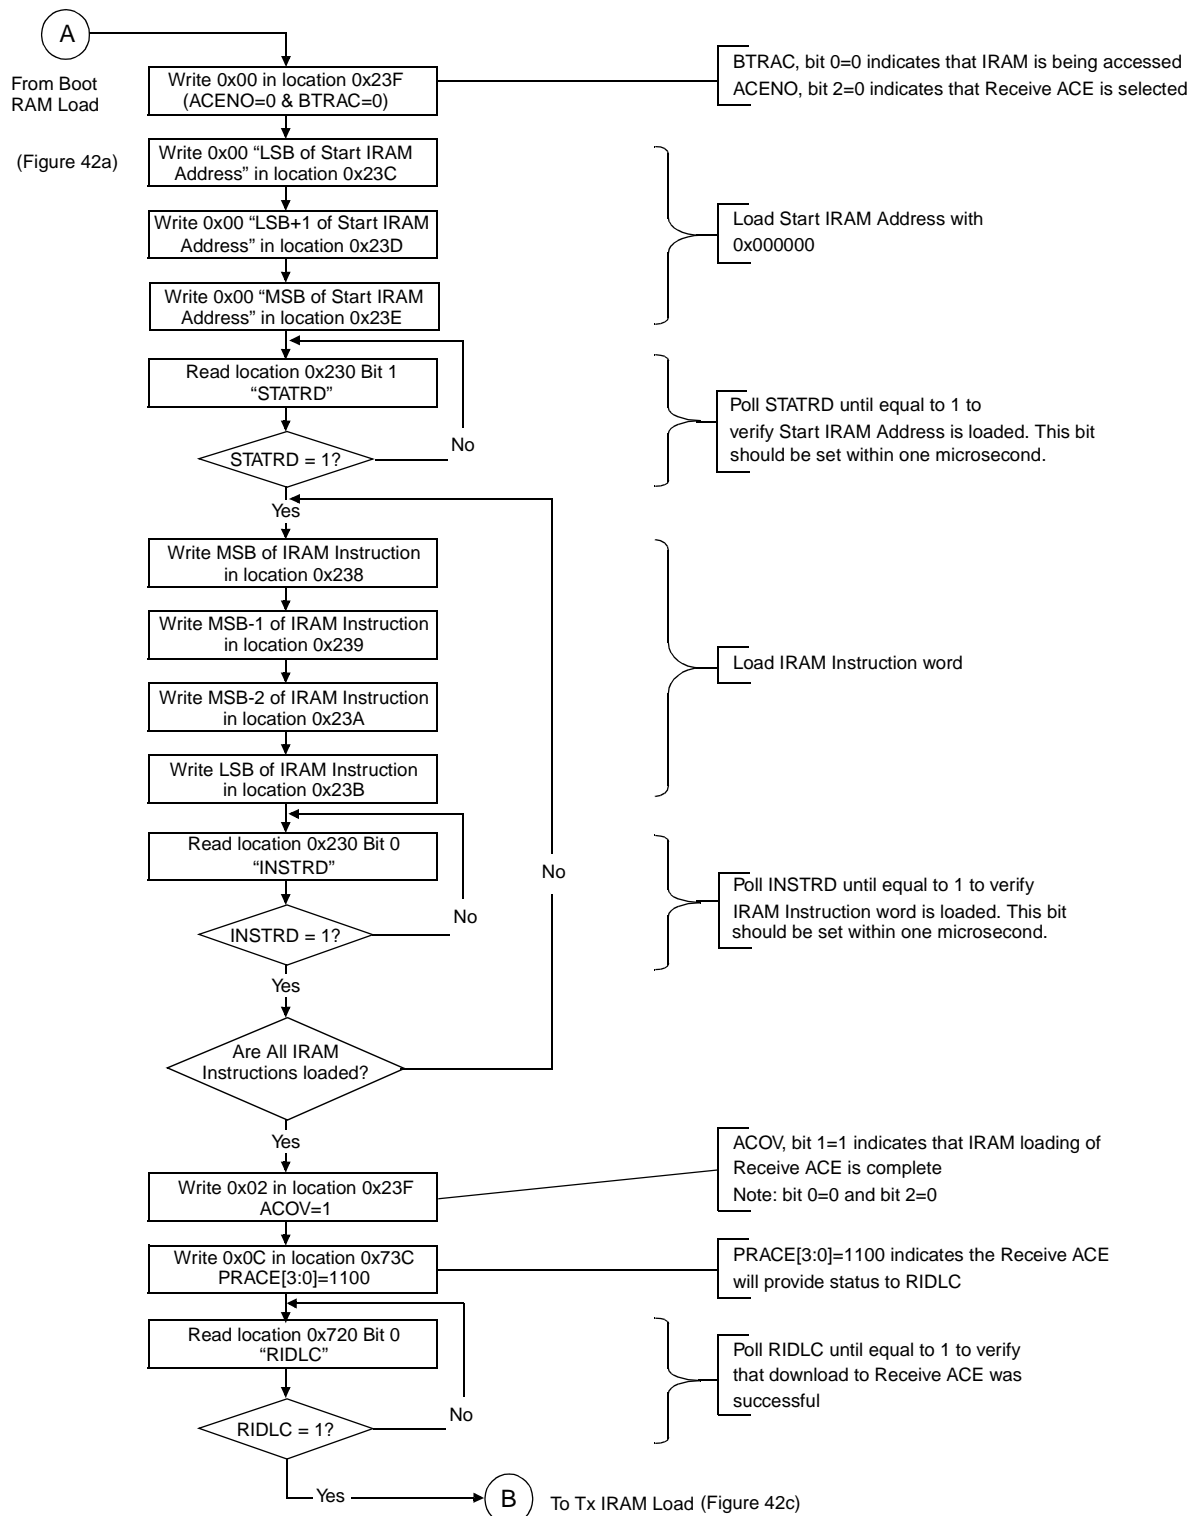 A
From Boot
RAM Load
(Figure 42a)
Write 0x00 in location 0x23F
(ACENO=0 & BTRAC=0)
BTRAC, bit 0=0 indicates that IRAM is being accessed
ACENO, bit 2=0 indicates that Receive ACE is selected
Write 0x00 “LSB of Start IRAM
Address” in location 0x23C
Write 0x00 “LSB+1 of Start IRAM
Address” in location 0x23D
Write 0x00 “MSB of Start IRAM
Address” in location 0x23E
Load Start IRAM Address with
0x000000
Read location 0x230 Bit 1
“STATRD”
STATRD = 1?
No
Yes
Poll STATRD until equal to 1 to
verify Start IRAM Address is loaded. This bit
should be set within one microsecond.
Write MSB of IRAM Instruction
in location 0x238
Write MSB-1 of IRAM Instruction
in location 0x239
Write MSB-2 of IRAM Instruction
in location 0x23A
Write LSB of IRAM Instruction
in location 0x23B
Load IRAM Instruction word
Read location 0x230 Bit 0
“INSTRD”
INSTRD = 1?
No
Yes
No
Poll INSTRD until equal to 1 to verify
IRAM Instruction word is loaded. This bit
should be set within one microsecond.
Are All IRAM
Instructions loaded?
Yes
Write 0x02 in location 0x23F
ACOV=1
ACOV, bit 1=1 indicates that IRAM loading of
Receive ACE is complete
Note: bit 0=0 and bit 2=0
Write 0x0C in location 0x73C
PRACE[3:0]=1100
PRACE[3:0]=1100 indicates the Receive ACE
will provide status to RIDLC
Read location 0x720 Bit 0
“RIDLC”
RIDLC = 1?
No
Poll RIDLC until equal to 1 to verify
that download to Receive ACE was
successful
Yes
B
To Tx IRAM Load (Figure 42c)